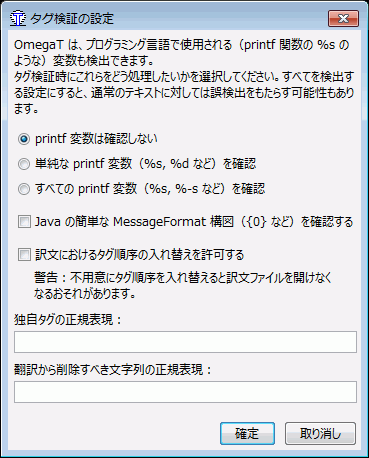 タグ検証の設定
OmegaT は、プログラミング言語で使用される（printf 関数の %s の
ような）変数も検出できます。
タグ検証時にこれらをどう処理したいかを選択してください。すべてを検出す
る設定にすると、通常のテキストに対しては誤検出をもたらす可能性もあり
ます。
printf 変数は確認しない
単純な printf 変数（%s, %d など）を確認
すべての printf 変数（%s, %-s など）を確認
Java の簡単な MessageFormat 構図（{0} など）を確認する
訳文におけるタグ順序の入れ替えを許可する
警告：不用意にタグ順序を入れ替えると訳文ファイルを開けなく
なるおそれがあります。
独自タグの正規表現：
翻訳から削除すべき文字列の正規表現：
確定 取り消し